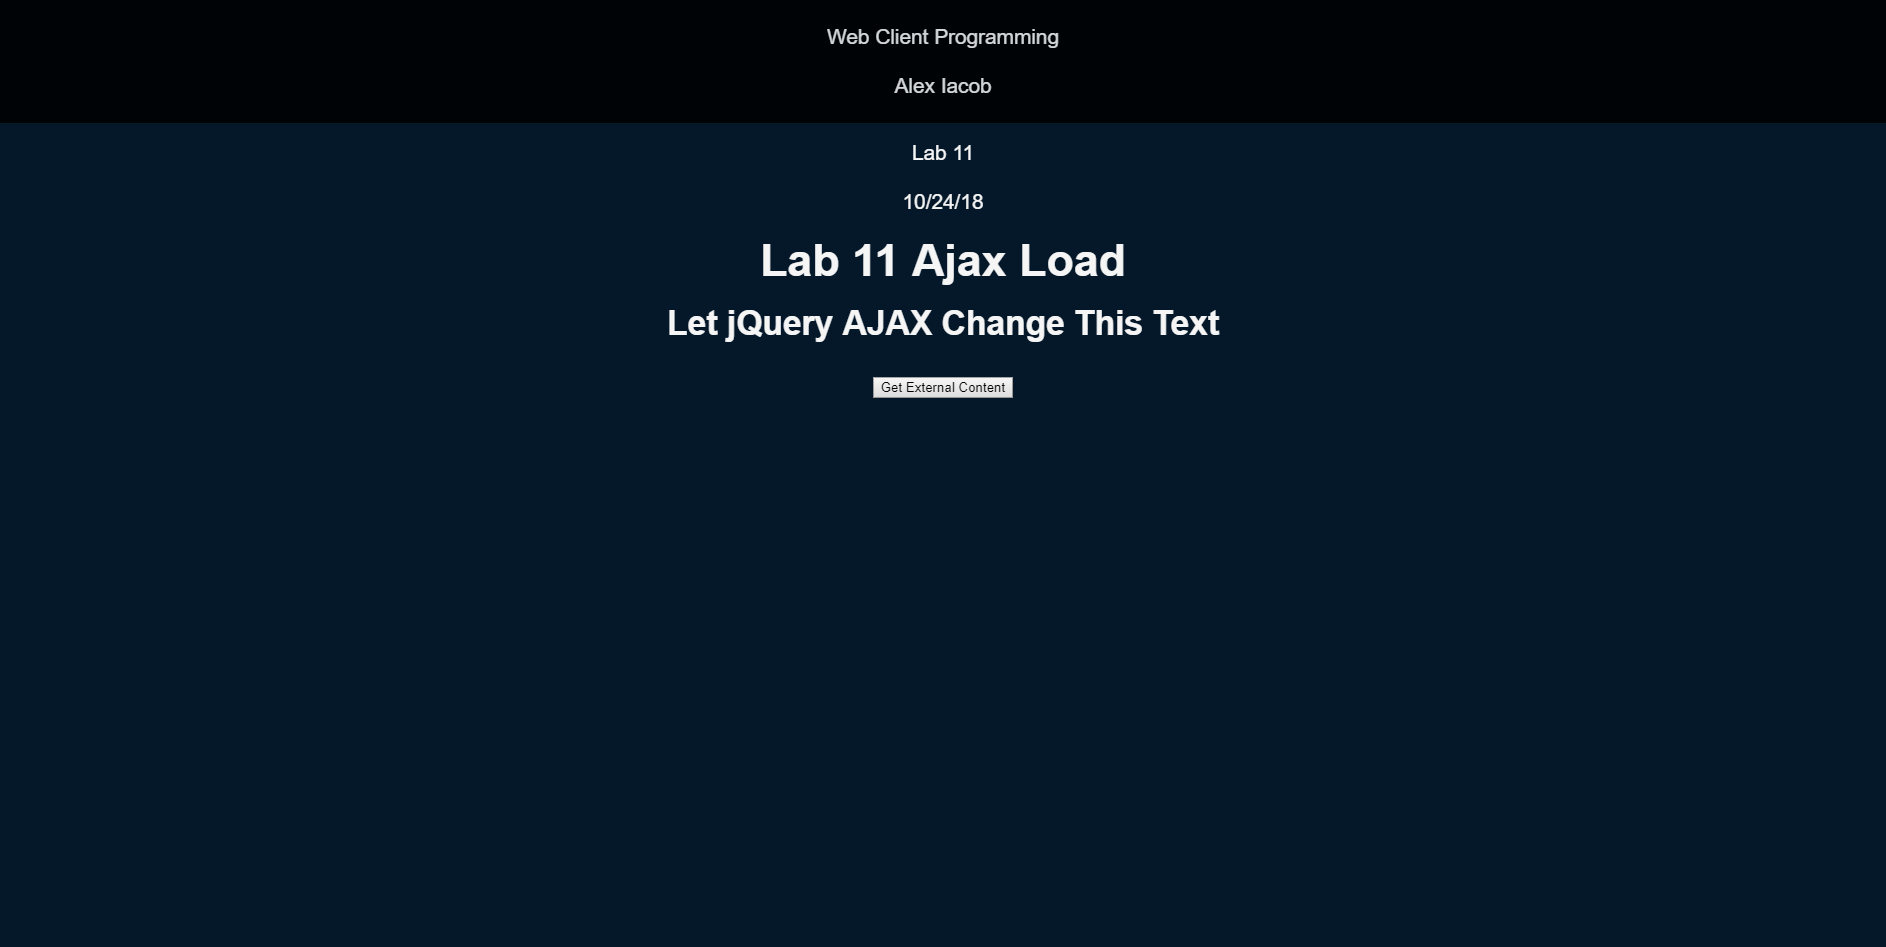 Web Client Programming
Alex Iacob
Lab 11
10/24/18
Lab 11 Ajax Load
Let jQuery AJAX Change This Text
Get External Content